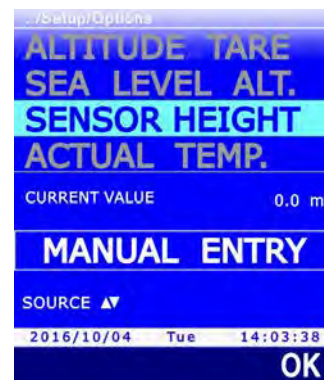 ../Setup/Options
ALTITUDE TARE
SEA LEVEL ALT.
SENSOR HEIGHT
ACTUAL TEMP.
CURRENT VALUE 0.0 m
MANUAL ENTRY
SOURCE ▲▼
2016/10/04 Tue 14:03:38
OK